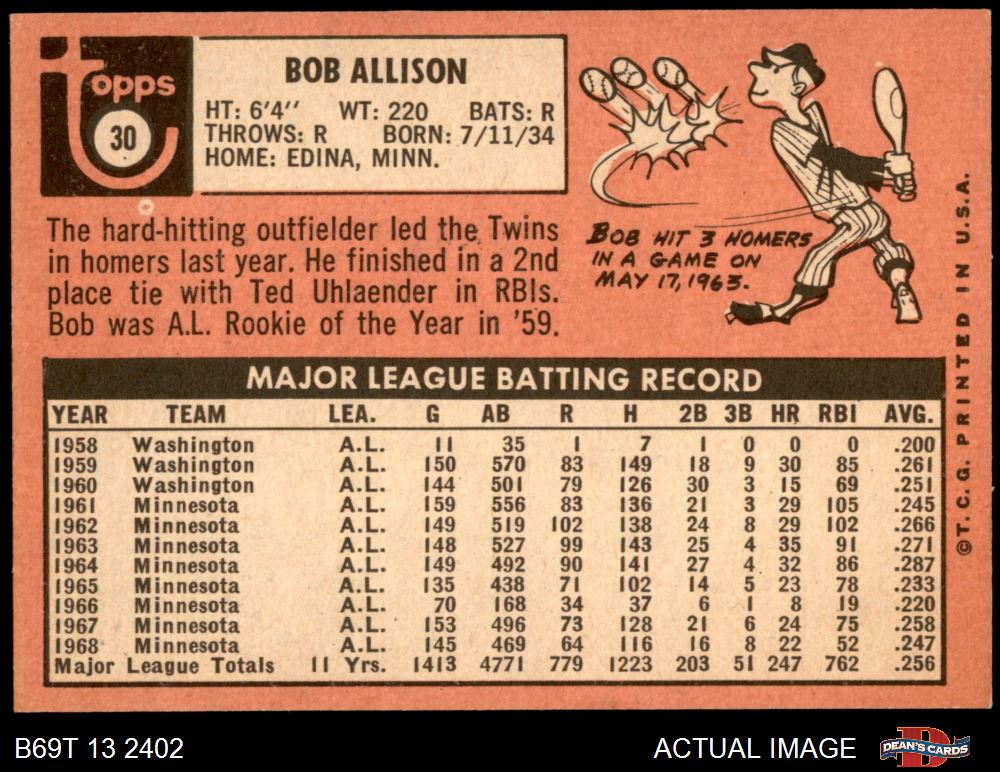 Topps
30
BOB ALLISON
HT: 6'4" WT: 220 BATS: R
THROWS: R BORN: 7/11/34
HOME: EDINA, MINN.
The hard-hitting outfielder led the Twins
in homers last year. He finished in a 2nd
place tie with Ted Uhlaender in RBIs.
Bob was A.L. Rookie of the Year in '59.
BOB HIT 3 HOMERS
IN A GAME ON
MAY 17, 1963.
MAJOR LEAGUE BATTING RECORD
YEAR TEAM LEA. G AB R H 2B 3B HR RBI AVG.
1958 Washington A.L. 11 35 1 7 1 0 0 0 .200
1959 Washington A.L. 150 570 83 149 18 9 30 85 .261
1960 Washington A.L. 144 501 79 126 30 3 15 69 .251
1961 Minnesota A.L. 159 556 83 136 21 3 29 105 .245
1962 Minnesota A.L. 149 519 102 138 24 8 29 102 .266
1963 Minnesota A.L. 148 527 99 143 25 4 35 91 .271
1964 Minnesota A.L. 149 492 90 141 27 4 32 86 .287
1965 Minnesota A.L. 135 438 71 102 14 5 23 78 .233
1966 Minnesota A.L. 70 168 34 37 6 1 8 19 .220
1967 Minnesota A.L. 153 496 73 128 21 6 24 75 .258
1968 Minnesota A.L. 145 469 64 116 16 8 22 52 .247
Major League Totals 11 Yrs. 1413 4771 779 1223 203 51 247 762 .256
© T. C. G. PRINTED IN U.S.A.
B69T 13 2402
ACTUAL IMAGE
D
DEAN'S CARDS